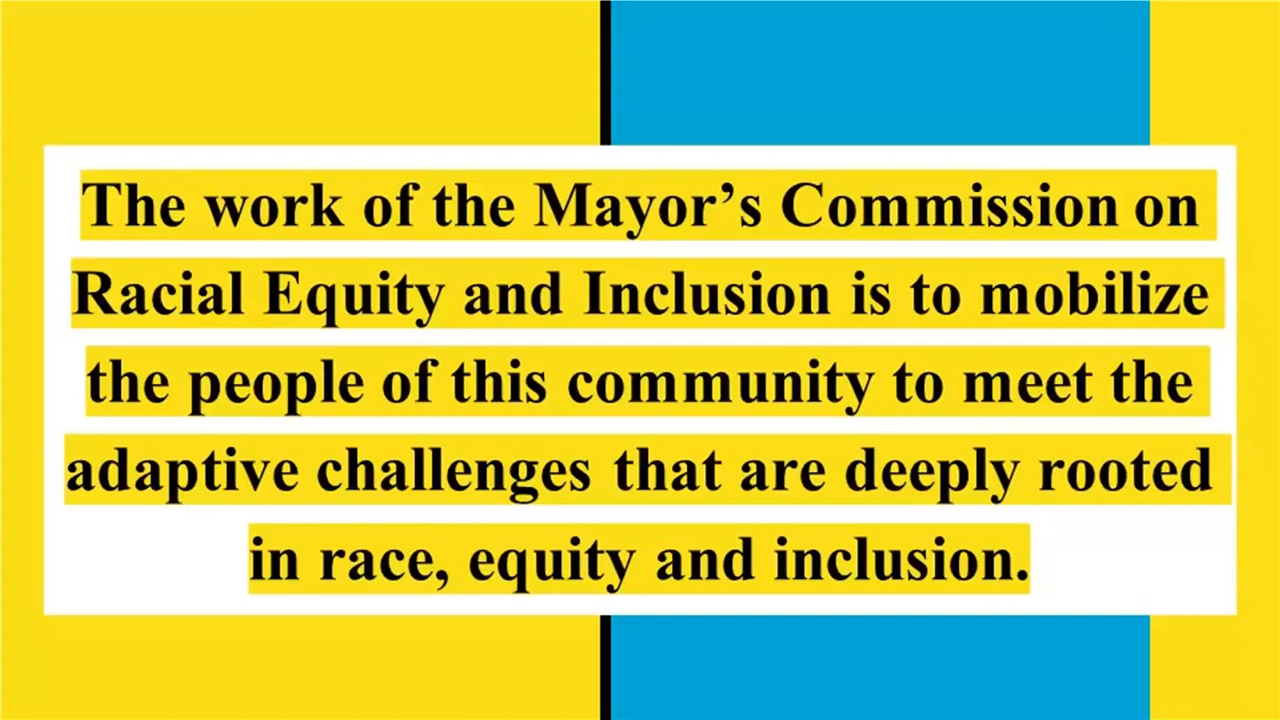 The work of the Mayor’s Commission on
Racial Equity and Inclusion is to mobilize
the people of this community to meet the
adaptive challenges that are deeply rooted
in race, equity and inclusion.